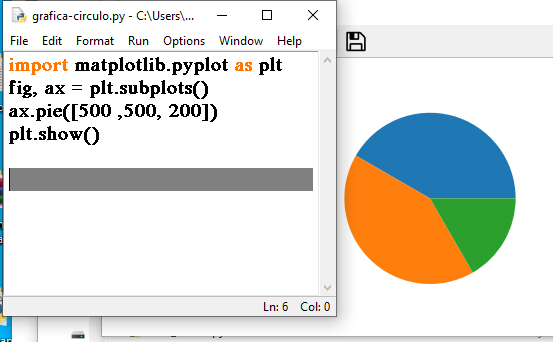 grafica-circulo.py - C:\Users\...
File Edit Format Run Options Window Help
import matplotlib.pyplot as plt
fig, ax = plt.subplots()
ax.pie([500 ,500, 200])
plt.show()
Ln: 6 Col: 0